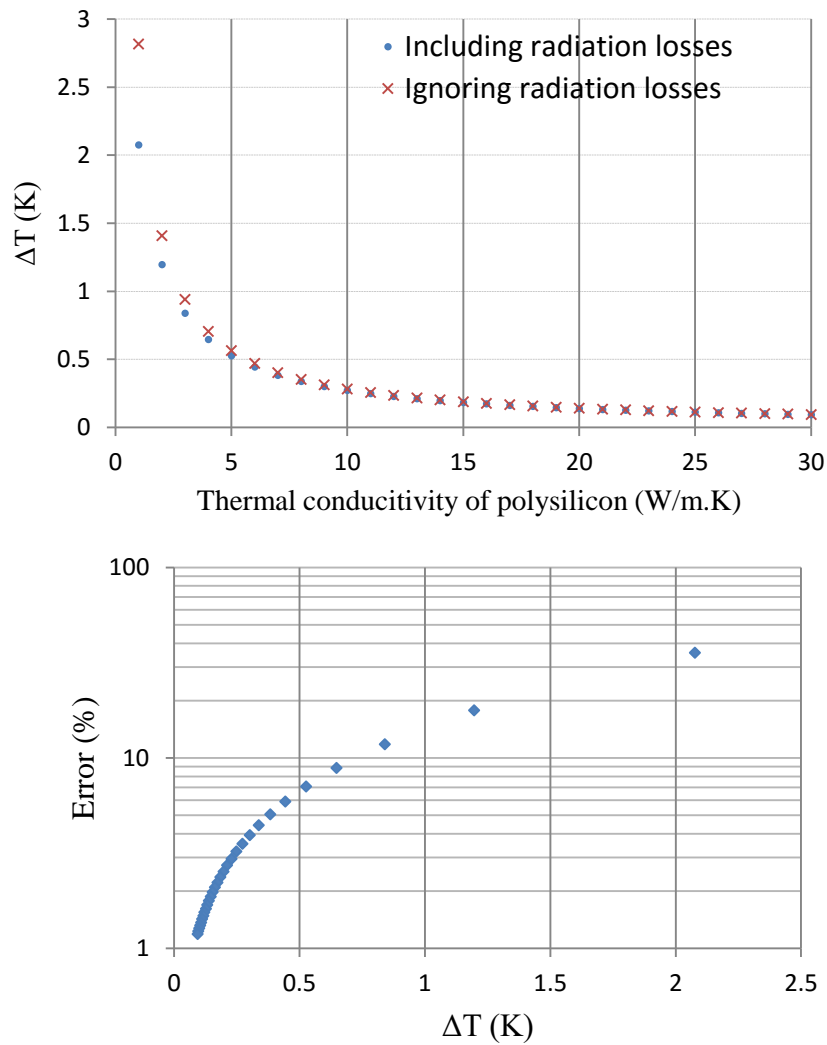 3
2.5
2
1.5
1
0.5
0
ΔT (K)
Including radiation losses
Ignoring radiation losses
0 5 10 15 20 25 30
Thermal conducitivity of polysilicon (W/m.K)
100
10
1
Error (%)
0 0.5 1 1.5 2 2.5
ΔT (K)